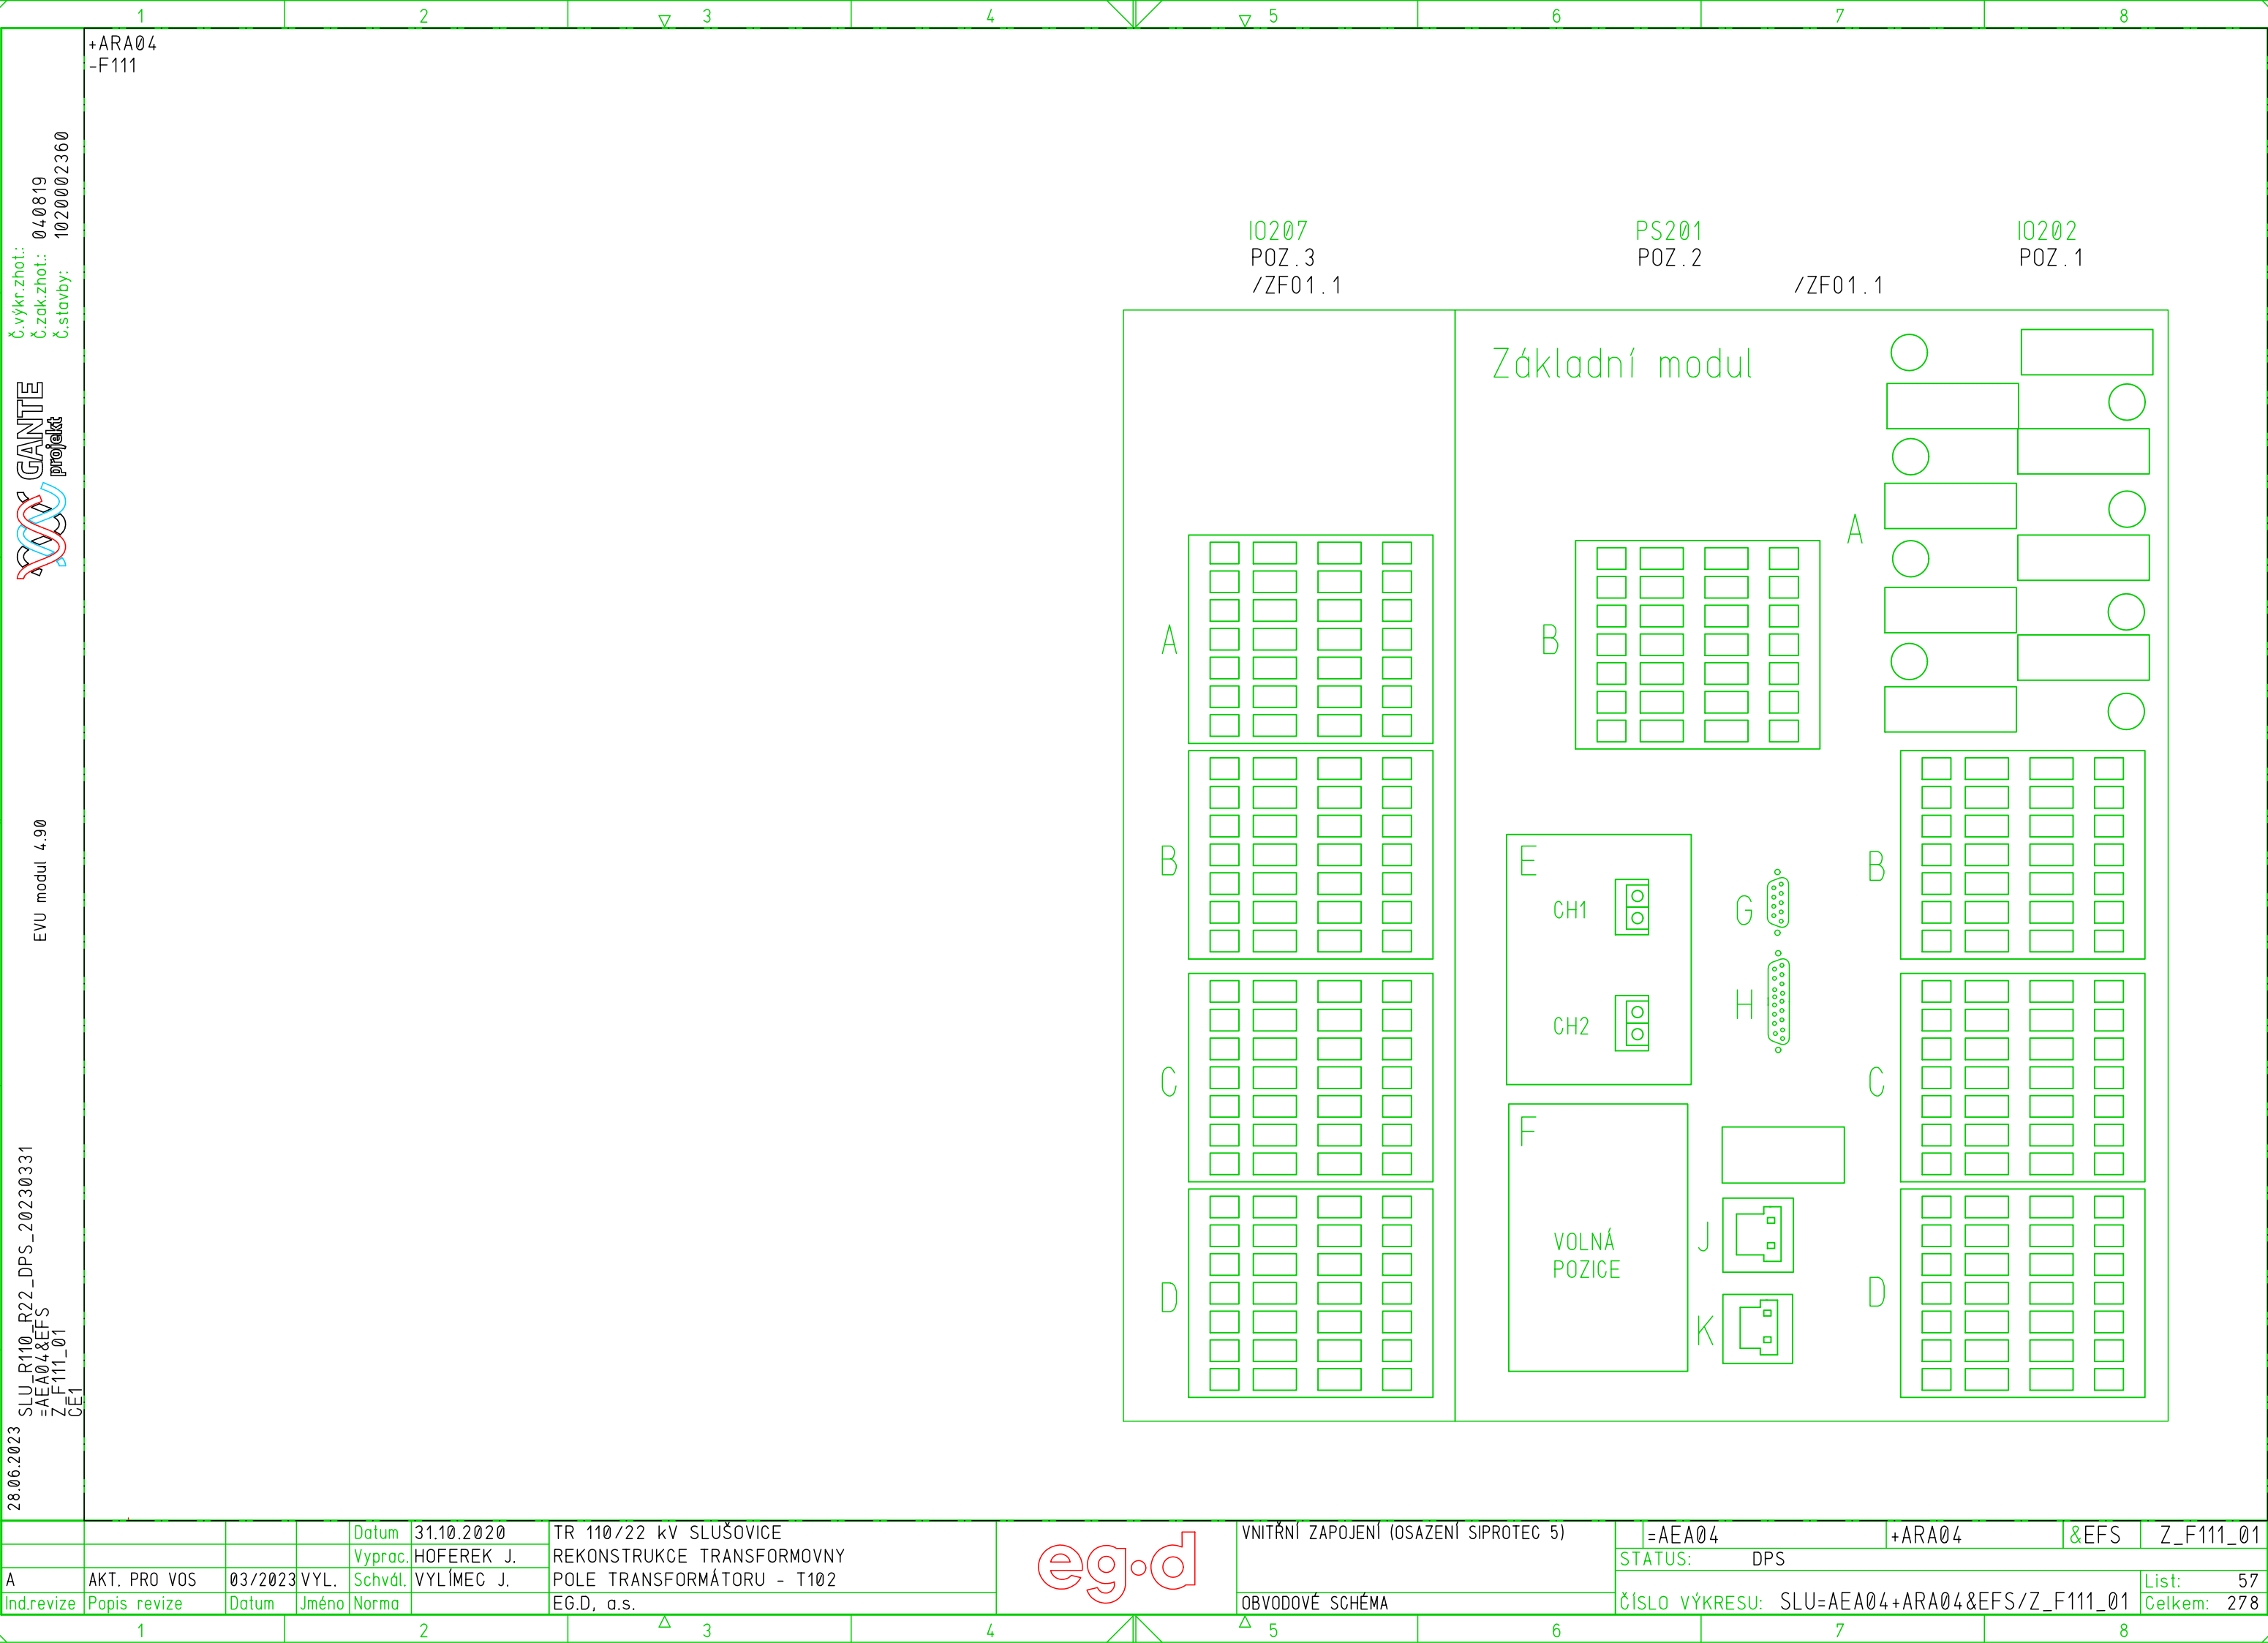 1 2 3 4 5 6 7 8
+ARA04
-F111
Č.výkr.zhot.:
Č.zak.zhot.: 040819
Č.stavby: 10200002360
GANTE
projekt
EVU modul 4.90
SLU_R110_R22_DPS_20230331
=AEA04&EFS
Z_F111_01
CE1
28.06.2023
IO207 PS201 IO202
POZ.3 POZ.2 POZ.1
/ZF01.1 /ZF01.1
Základní modul
A
A B
B E B
CH1 G
H
CH2
C C
F
VOLNÁ
POZICE
J
D D
K
Datum 31.10.2020 TR 110/22 kV SLUŠOVICE
Vyprac. HOFEREK J. REKONSTRUKCE TRANSFORMOVNY
A AKT. PRO VOS 03/2023 VYL. Schvál. VYLÍMEC J. POLE TRANSFORMÁTORU - T102
Ind.revize Popis revize Datum Jméno Norma EG.D, a.s.
eg·d
VNITŘNÍ ZAPOJENÍ (OSAZENÍ SIPROTEC 5)
OBVODOVÉ SCHÉMA
=AEA04 +ARA04 &EFS Z_F111_01
STATUS: DPS
ČÍSLO VÝKRESU: SLU=AEA04+ARA04&EFS/Z_F111_01
List: 57
Celkem: 278
1 2 3 4 5 6 7 8